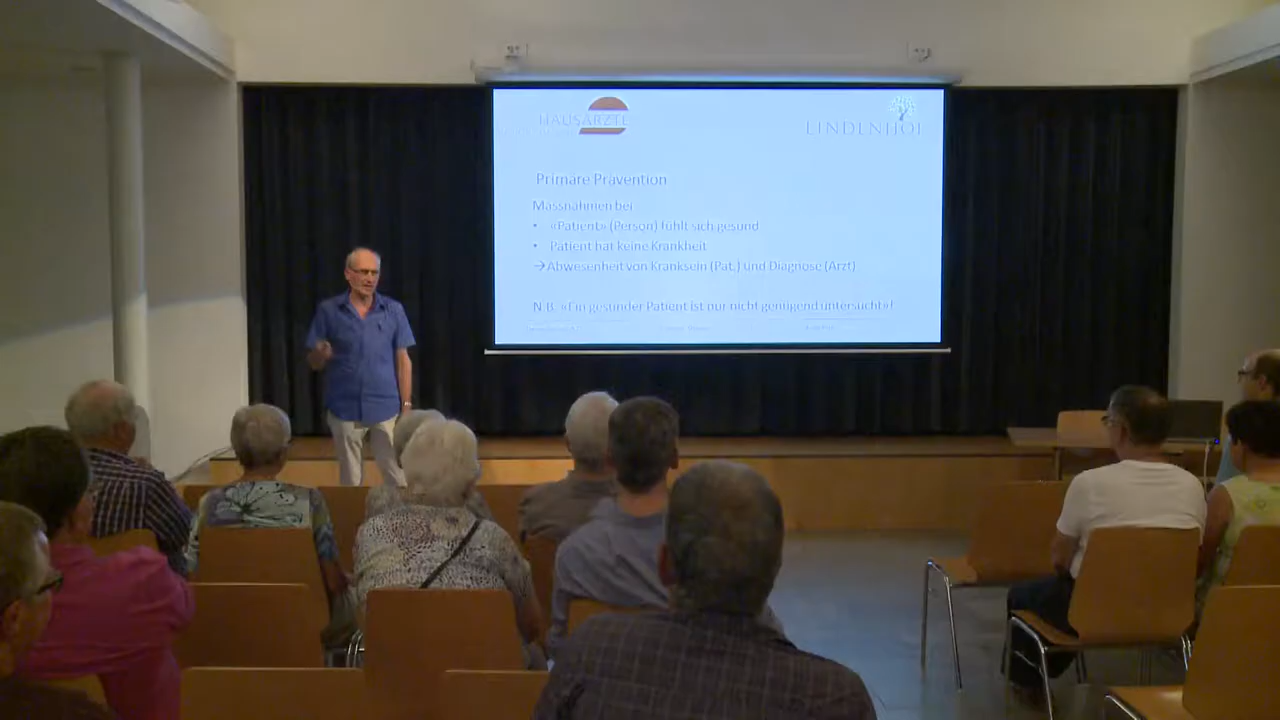 HAUSÄRZTE
LINDENHOF
Primäre Prävention
Massnahmen bei
• «Patient» (Person) fühlt sich gesund
• Patient hat keine Krankheit
→Abwesenheit von Kranksein (Pat.) und Diagnose (Arzt)
N.B. «Ein gesunder Patient ist nur nicht genügend untersucht»!